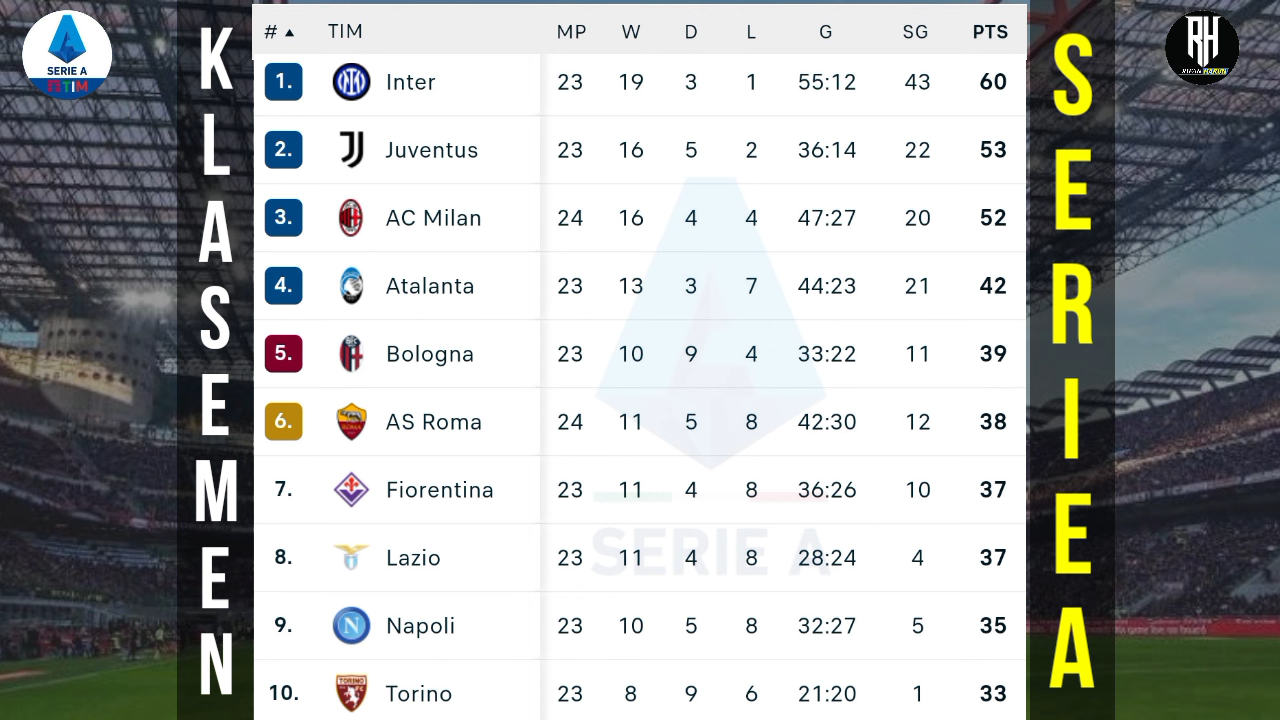 SERIE A
TIM
KLASEMEN
# ▲ TIM MP W D L G SG PTS
1. Inter 23 19 3 1 55:12 43 60
2. Juventus 23 16 5 2 36:14 22 53
3. AC Milan 24 16 4 4 47:27 20 52
4. Atalanta 23 13 3 7 44:23 21 42
5. Bologna 23 10 9 4 33:22 11 39
6. AS Roma 24 11 5 8 42:30 12 38
7. Fiorentina 23 11 4 8 36:26 10 37
8. Lazio 23 11 4 8 28:24 4 37
9. Napoli 23 10 5 8 32:27 5 35
10. Torino 23 8 9 6 21:20 1 33
SERIE A
SERIE A
RH